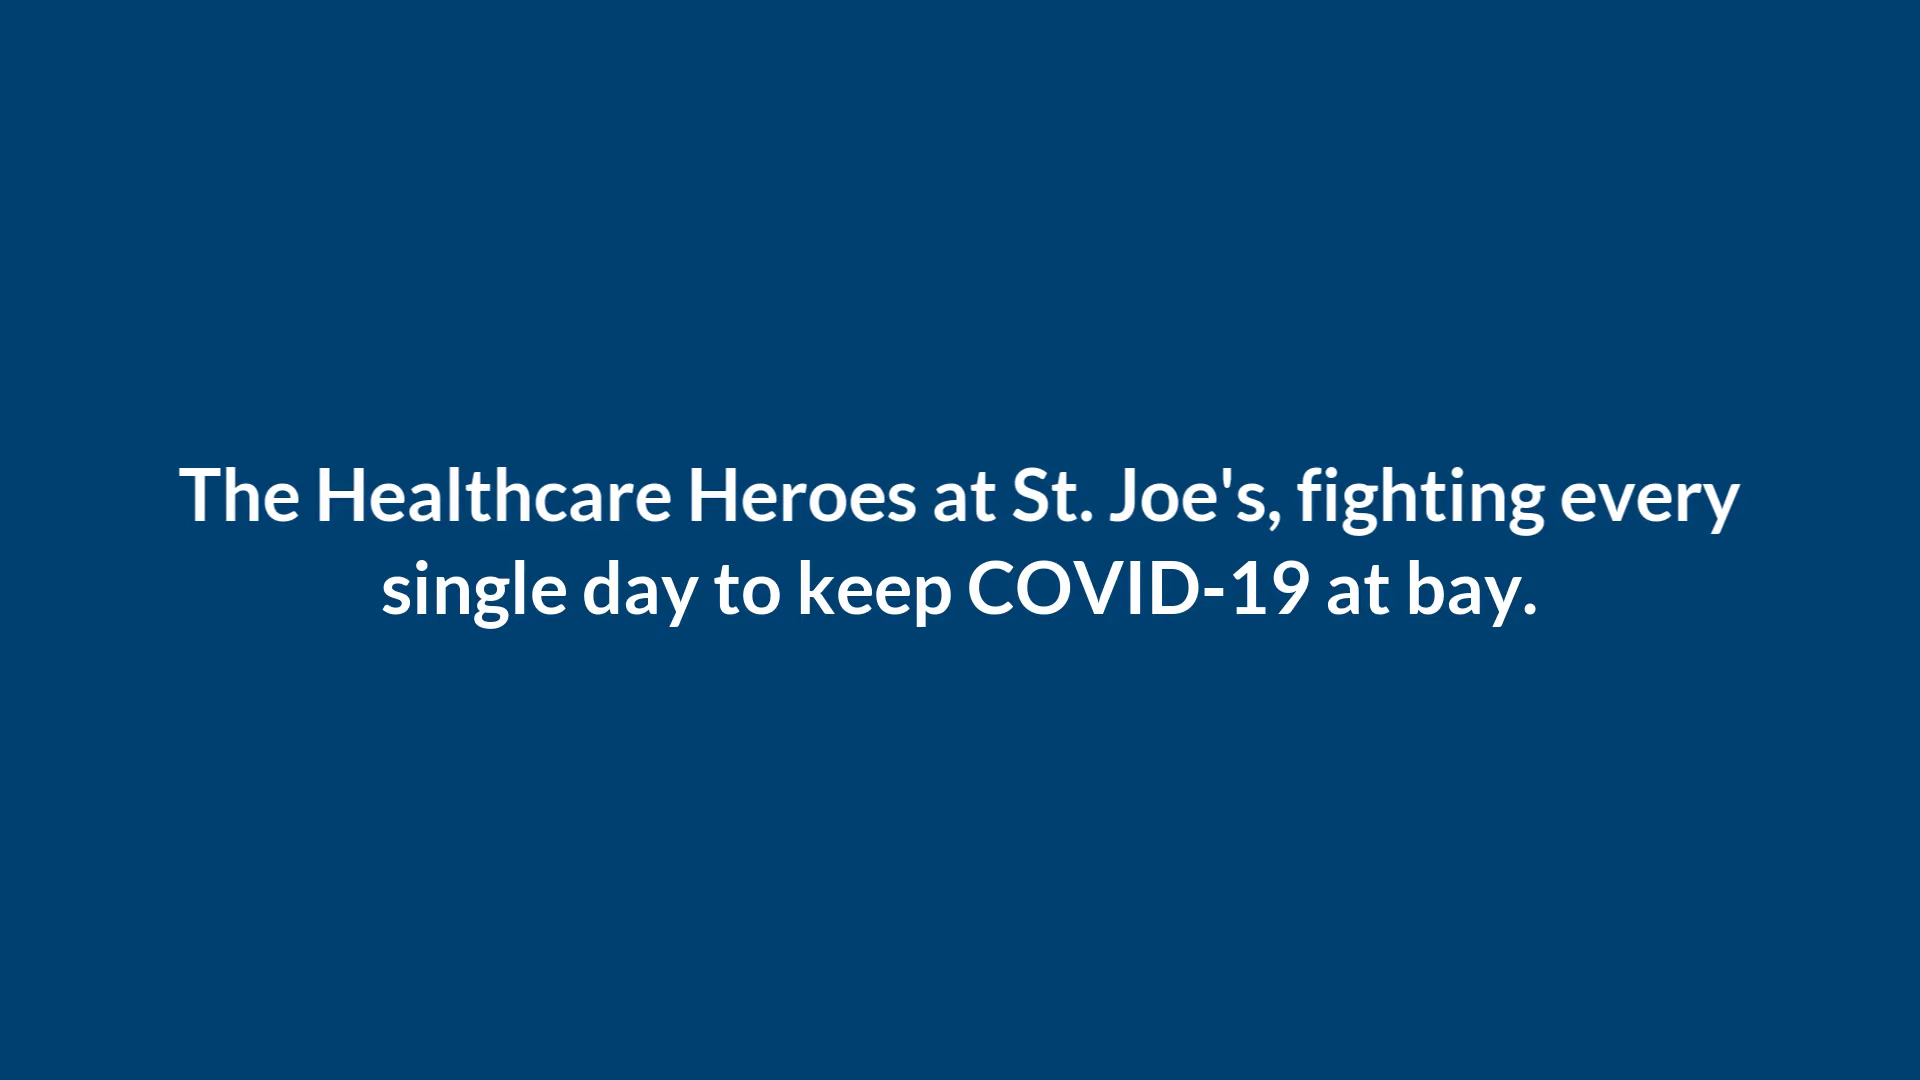 The Healthcare Heroes at St. Joe's, fighting every
single day to keep COVID-19 at bay.